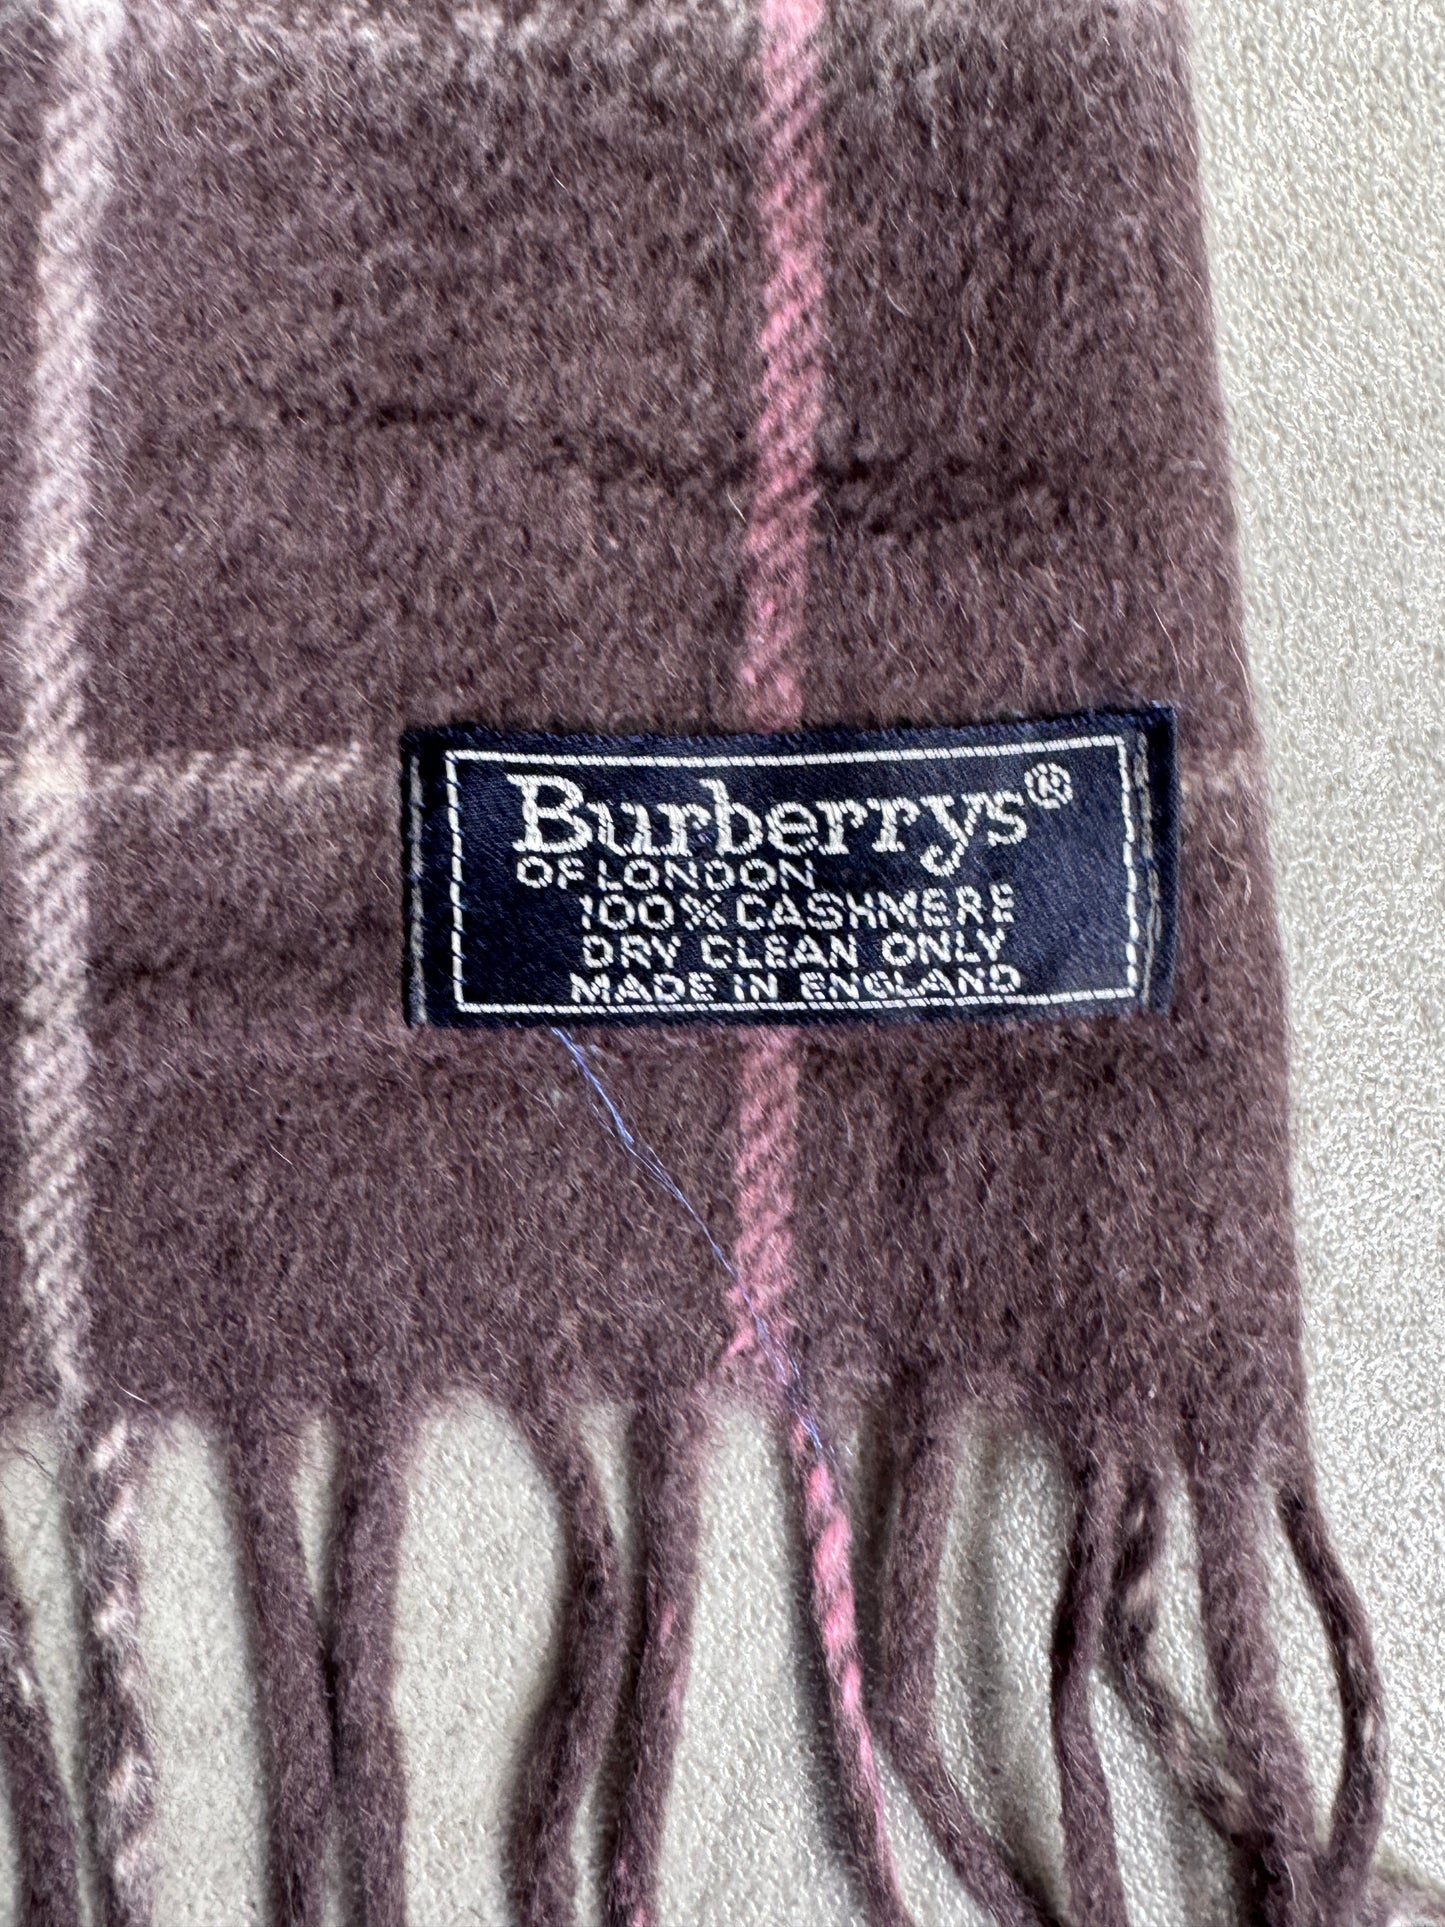 Burberrys®
OF LONDON
100% CASHMERE
DRY CLEAN ONLY
MADE IN ENGLAND